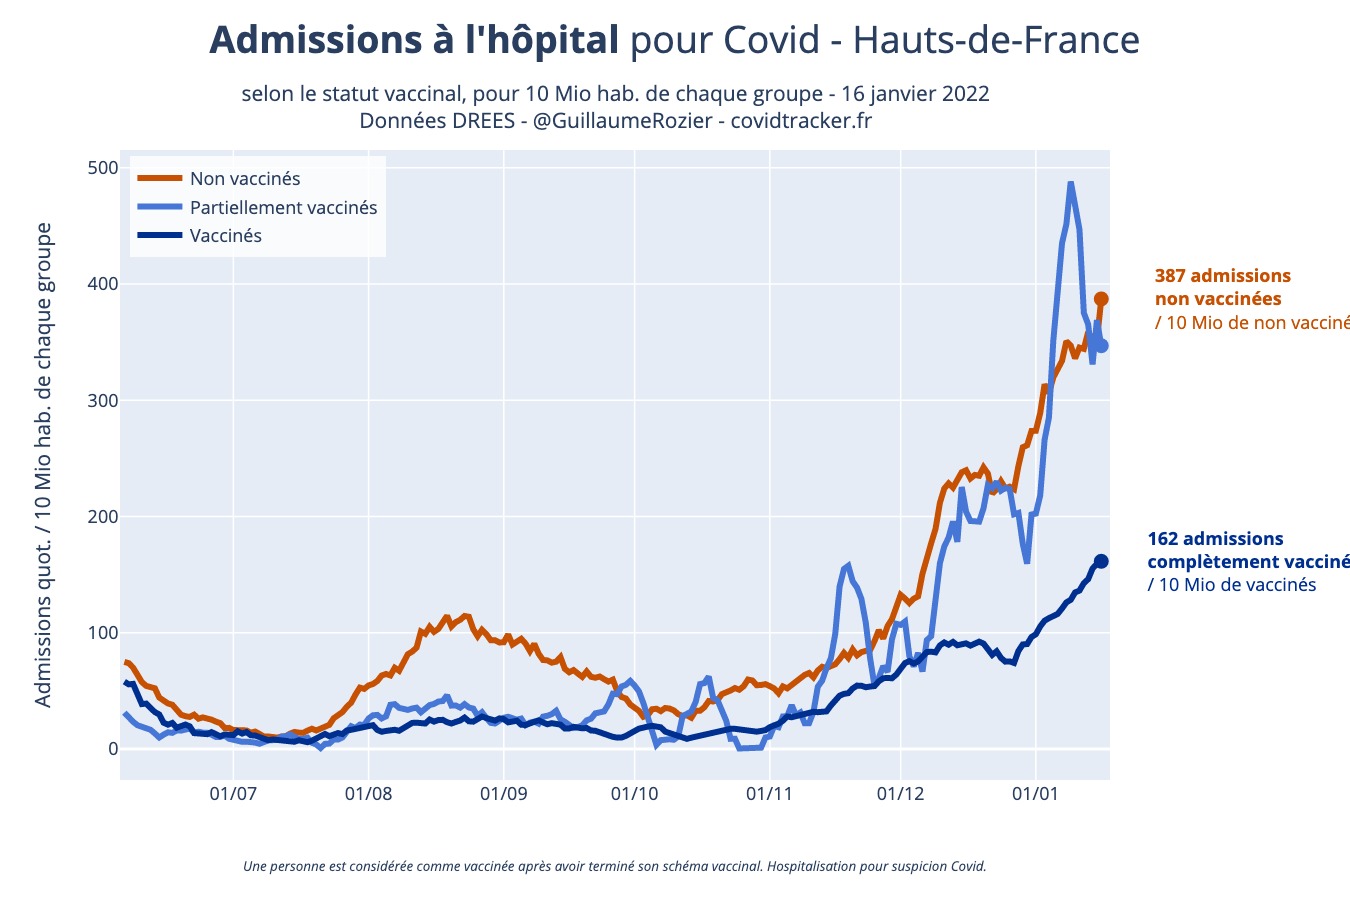 Admissions à l'hôpital pour Covid - Hauts-de-France
selon le statut vaccinal, pour 10 Mio hab. de chaque groupe - 16 janvier 2022
Données DREES - @GuillaumeRozier - covidtracker.fr
Non vaccinés
Partiellement vaccinés
Vaccinés
Admissions quot. / 10 Mio hab. de chaque groupe
500
400
300
200
100
0
01/07
01/08
01/09
01/10
01/11
01/12
01/01
387 admissions
non vaccinées
/ 10 Mio de non vacciné
162 admissions
complètement vacciné
/ 10 Mio de vaccinés
Une personne est considérée comme vaccinée après avoir terminé son schéma vaccinal. Hospitalisation pour suspicion Covid.